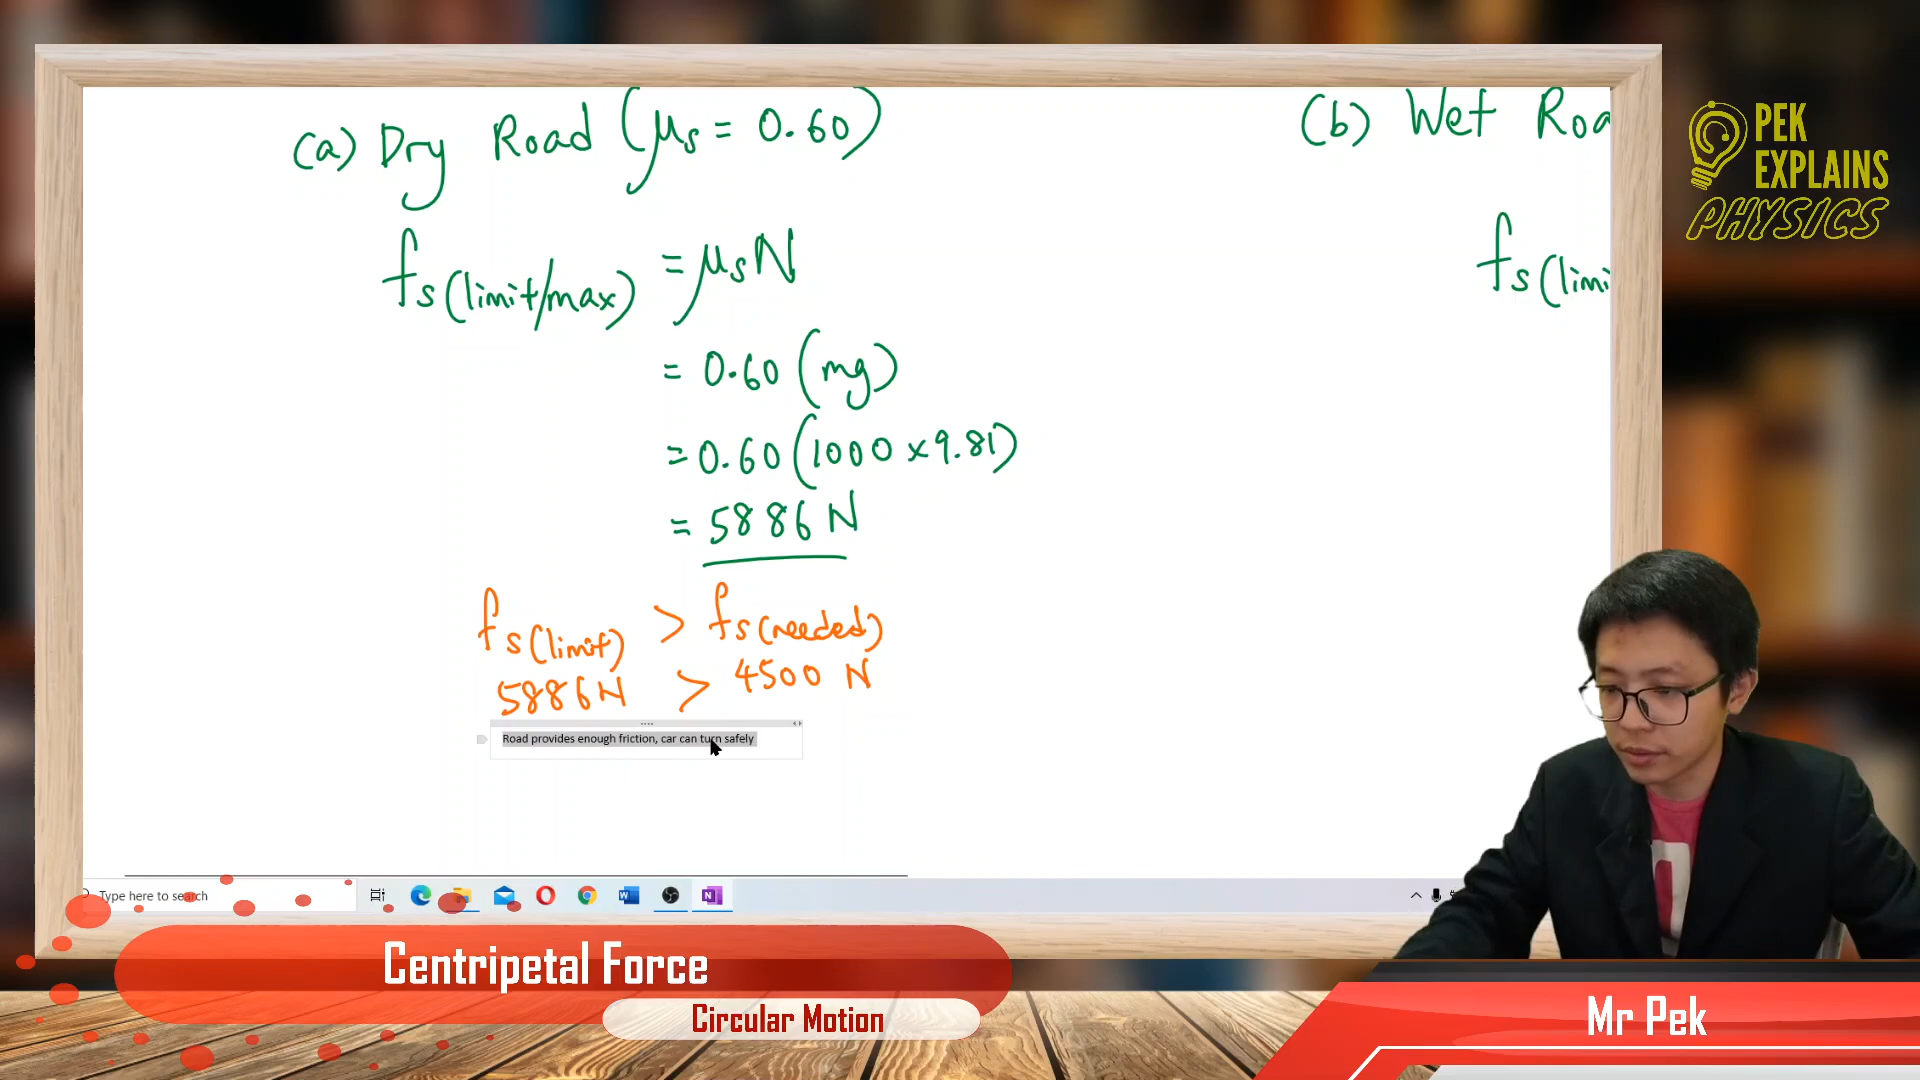 (a) Dry Road (μs = 0.60)
fs(limit/max) = μsN
= 0.60 (mg)
= 0.60 (1000 × 9.81)
= 5886 N
fs(limit) > fs(needed)
5886 N > 4500 N
Road provides enough friction, car can turn safely
(b) Wet Roa
fs(limi
PEK
EXPLAINS
PHYSICS
Type here to search
Centripetal Force
Circular Motion
Mr Pek